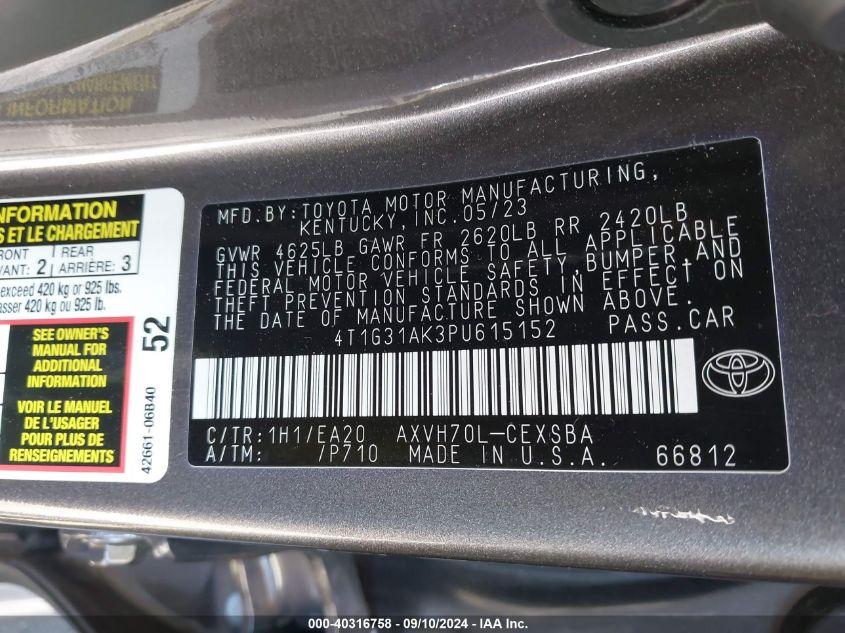 CHARGEMENT
INFORMATION
NFORMATION
S ET LE CHARGEMENT
FRONT
VANT: 2
REAR
ARRIÈRE: 3
exceed 420 kg or 925 lbs.
asser 420 kg ou 925 lb.
SEE OWNER'S
MANUAL FOR
ADDITIONAL
INFORMATION
VOIR LE MANUEL
DE L'USAGER
POUR PLUS DE
RENSEIGNEMENTS
52
42661-06B40
MFD.BY:TOYOTA MOTOR MANUFACTURING,
KENTUCKY,INC.05/23
GVWR 4625LB GAWR FR 2620LB RR 2420LB
THIS VEHICLE CONFORMS TO ALL APPLICABLE
FEDERAL MOTOR VEHICLE SAFETY,BUMPER,AND
THEFT PREVENTION STANDARDS IN EFFECT ON
THE DATE OF MANUFACTURE SHOWN ABOVE.
4T1G31AK3PU615152 PASS.CAR
C/TR:1H1/EA20 AXVH70L-CEXSBA
A/TM: /P710 MADE IN U.S.A. 66812
000-40316758 - 09/10/2024 - IAA Inc.